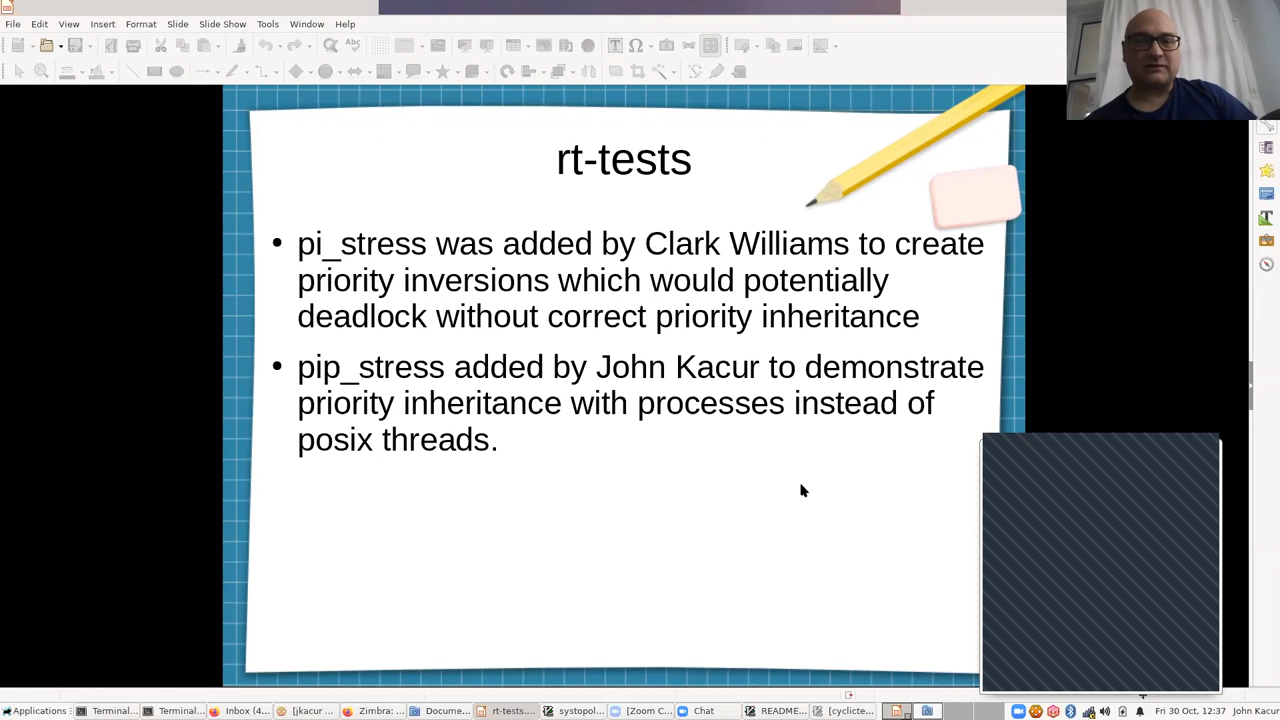 File Edit View Insert Format Slide Slide Show Tools Window Help
Abc
rt-tests
• pi_stress was added by Clark Williams to create
priority inversions which would potentially
deadlock without correct priority inheritance
• pip_stress added by John Kacur to demonstrate
priority inheritance with processes instead of
posix threads.
Applications Terminal... Terminal... Inbox (4... [jkacur ... Zimbra: ... Docume... rt-tests.... systopol... [Zoom C... Chat README... [cyclicte... Fri 30 Oct, 12:37 John Kacur